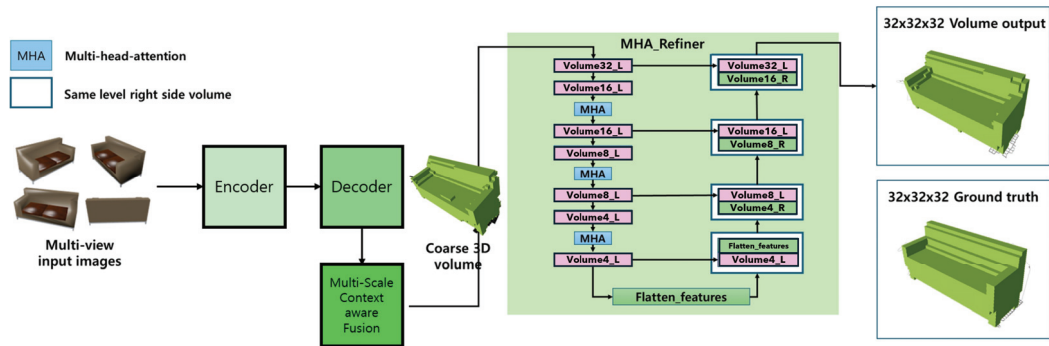 MHA
Multi-head-attention
Same level right side volume
Multi-view
input images
Encoder
Decoder
Multi-Scale
Context
aware
Fusion
Coarse 3D
volume
MHA_Refiner
Volume32_L
Volume16_L
MHA
Volume16_L
Volume8_L
MHA
Volume8_L
Volume4_L
MHA
Volume4_L
Flatten_features
Volume32_L
Volume16_R
Volume16_L
Volume8_R
Volume8_L
Volume4_R
Flatten_features
Volume4_L
32x32x32 Volume output
32x32x32 Ground truth